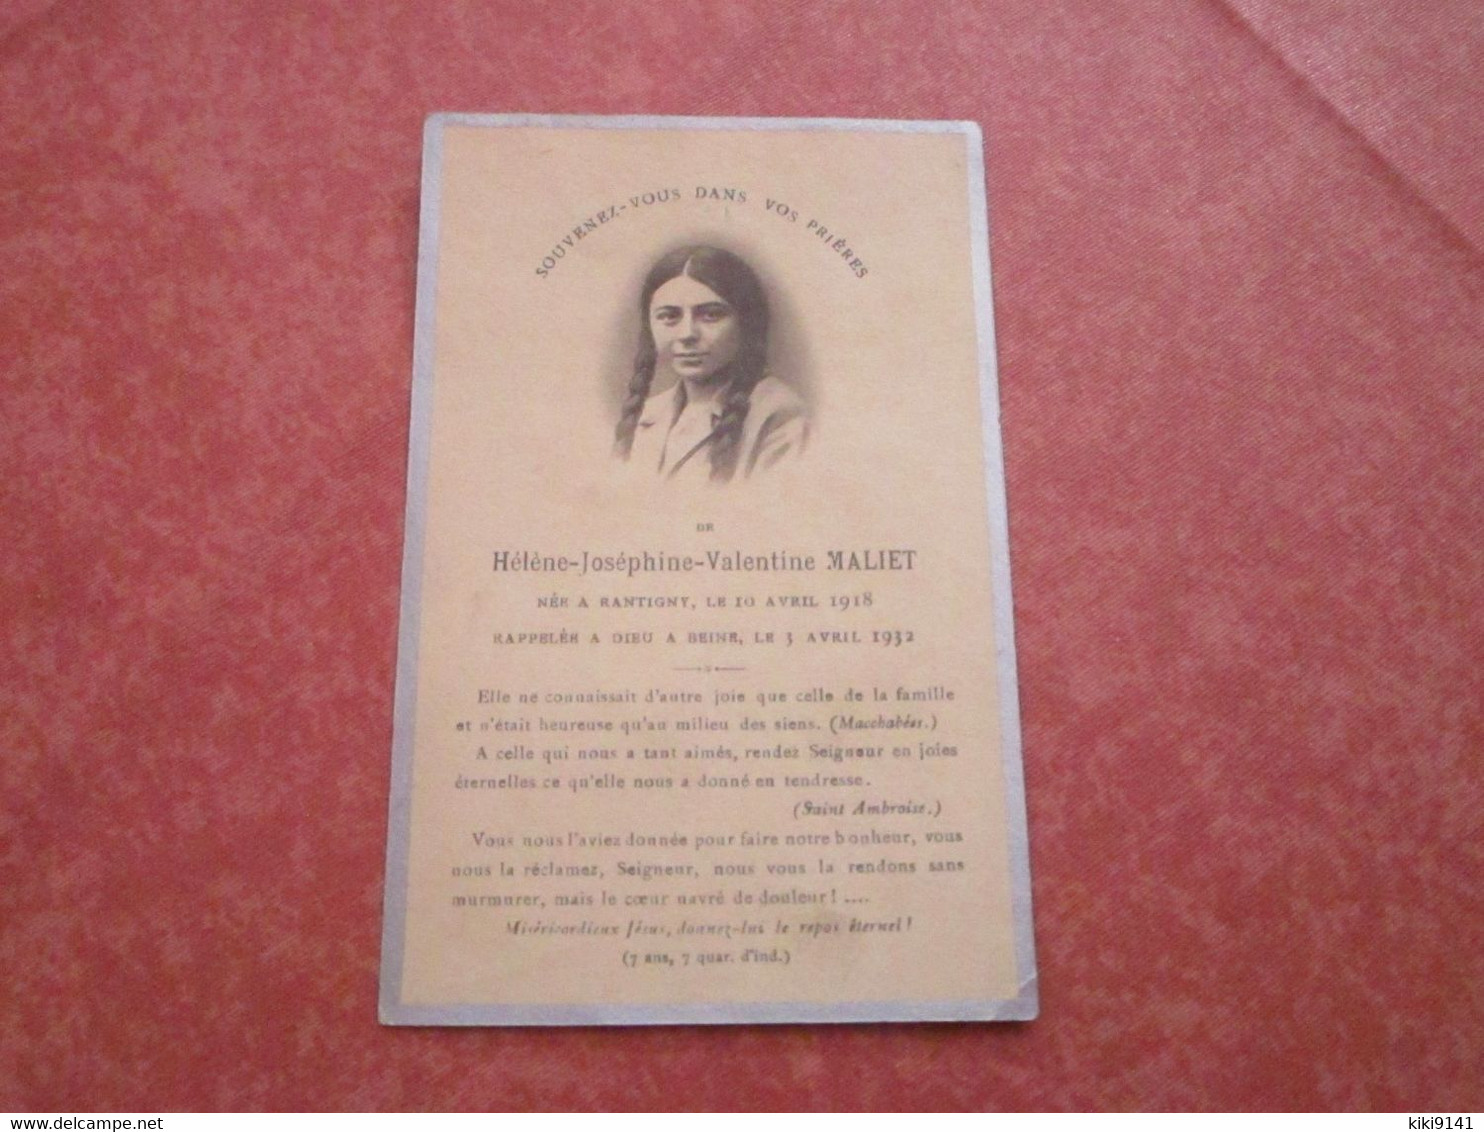 SOUVENEZ-VOUS DANS VOS PRIÈRES
DE
Hélène-Joséphine-Valentine MALIET
NÉE A RANTIGNY, LE 10 AVRIL 1918
RAPPELÉE A DIEU A BEINE, LE 3 AVRIL 1932
Elle ne connaissait d'autre joie que celle de la famille
et n'était heureuse qu'au milieu des siens. (Macchabées.)
A celle qui nous a tant aimés, rendez Seigneur en joies
éternelles ce qu'elle nous a donné en tendresse.
(Saint Ambroise.)
Vous nous l'aviez donnée pour faire notre bonheur, vous
nous la réclamez, Seigneur, nous vous la rendons sans
murmurer, mais le cœur navré de douleur! ....
Miséricordieux Jésus, donnez-lui le repos éternel!
(7 ans, 7 quar. d'ind.)
www.delcampe.net
kiki9141